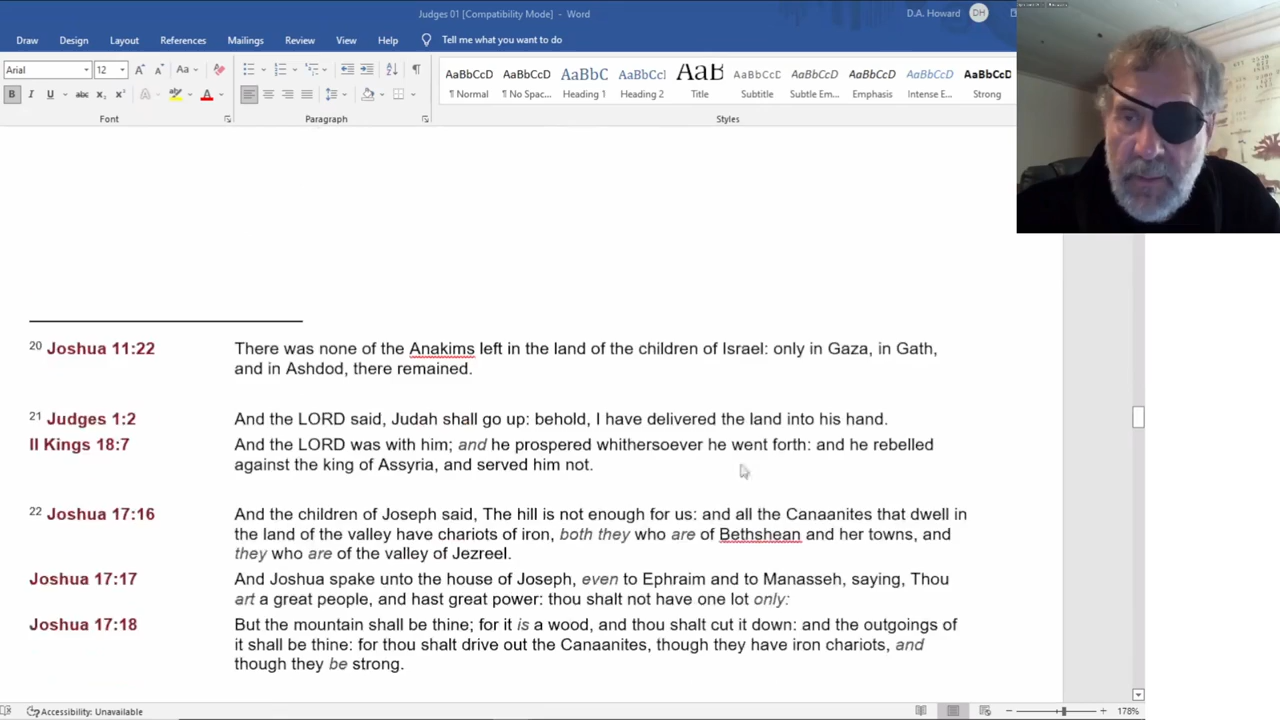 Judges 01 [Compatibility Mode] - Word
D.A. Howard DH
Draw Design Layout References Mailings Review View Help Tell me what you want to do
Arial 12 Aa
B I U abc x₂ x² A A
Font Paragraph Styles
AaBbCcD AaBbCcD AaBbC AaBbCcI AaB AaBbCcD AaBbCcD AaBbCcD AaBbCcD AaBbCcD
¶ Normal ¶ No Spac... Heading 1 Heading 2 Title Subtitle Subtle Em... Emphasis Intense E... Strong
20 Joshua 11:22 There was none of the Anakims left in the land of the children of Israel: only in Gaza, in Gath,
and in Ashdod, there remained.
21 Judges 1:2 And the LORD said, Judah shall go up: behold, I have delivered the land into his hand.
II Kings 18:7 And the LORD was with him; and he prospered whithersoever he went forth: and he rebelled
against the king of Assyria, and served him not.
22 Joshua 17:16 And the children of Joseph said, The hill is not enough for us: and all the Canaanites that dwell in
the land of the valley have chariots of iron, both they who are of Bethshean and her towns, and
they who are of the valley of Jezreel.
Joshua 17:17 And Joshua spake unto the house of Joseph, even to Ephraim and to Manasseh, saying, Thou
art a great people, and hast great power: thou shalt not have one lot only:
Joshua 17:18 But the mountain shall be thine; for it is a wood, and thou shalt cut it down: and the outgoings of
it shall be thine: for thou shalt drive out the Canaanites, though they have iron chariots, and
though they be strong.
Accessibility: Unavailable
178%